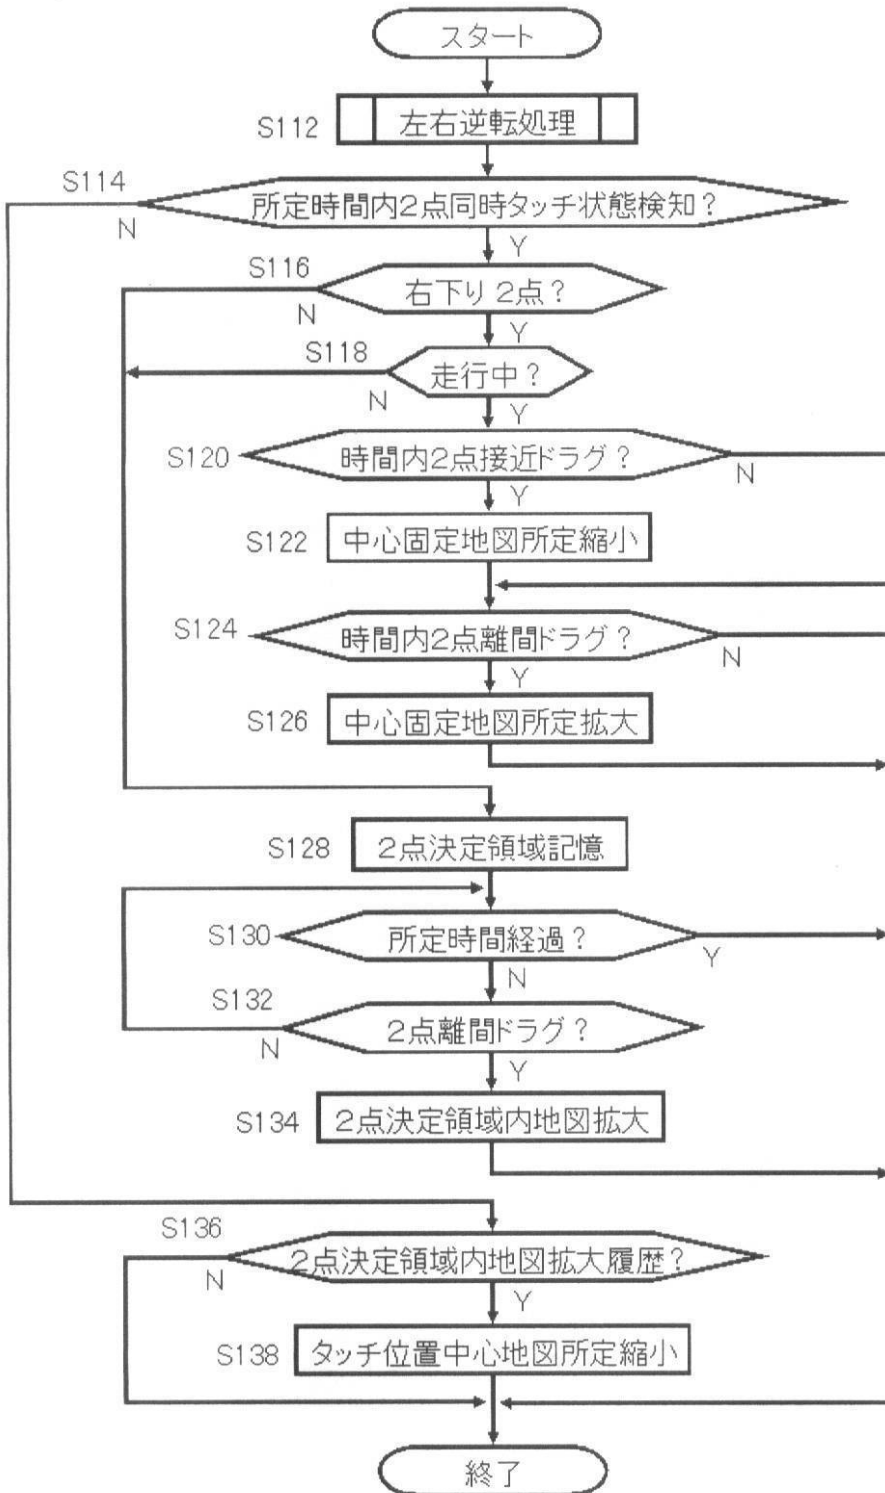 スタート
S112 左右逆転処理
S114 所定時間内2点同時タッチ状態検知?
N
Y
S116 右下り2点?
N
Y
S118 走行中?
N
Y
S120 時間内2点接近ドラグ?
N
Y
S122 中心固定地図所定縮小
S124 時間内2点離間ドラグ?
N
Y
S126 中心固定地図所定拡大
S128 2点決定領域記憶
S130 所定時間経過?
Y
N
S132 2点離間ドラグ?
N
Y
S134 2点決定領域内地図拡大
S136 2点決定領域内地図拡大履歴?
N
Y
S138 タッチ位置中心地図所定縮小
終了